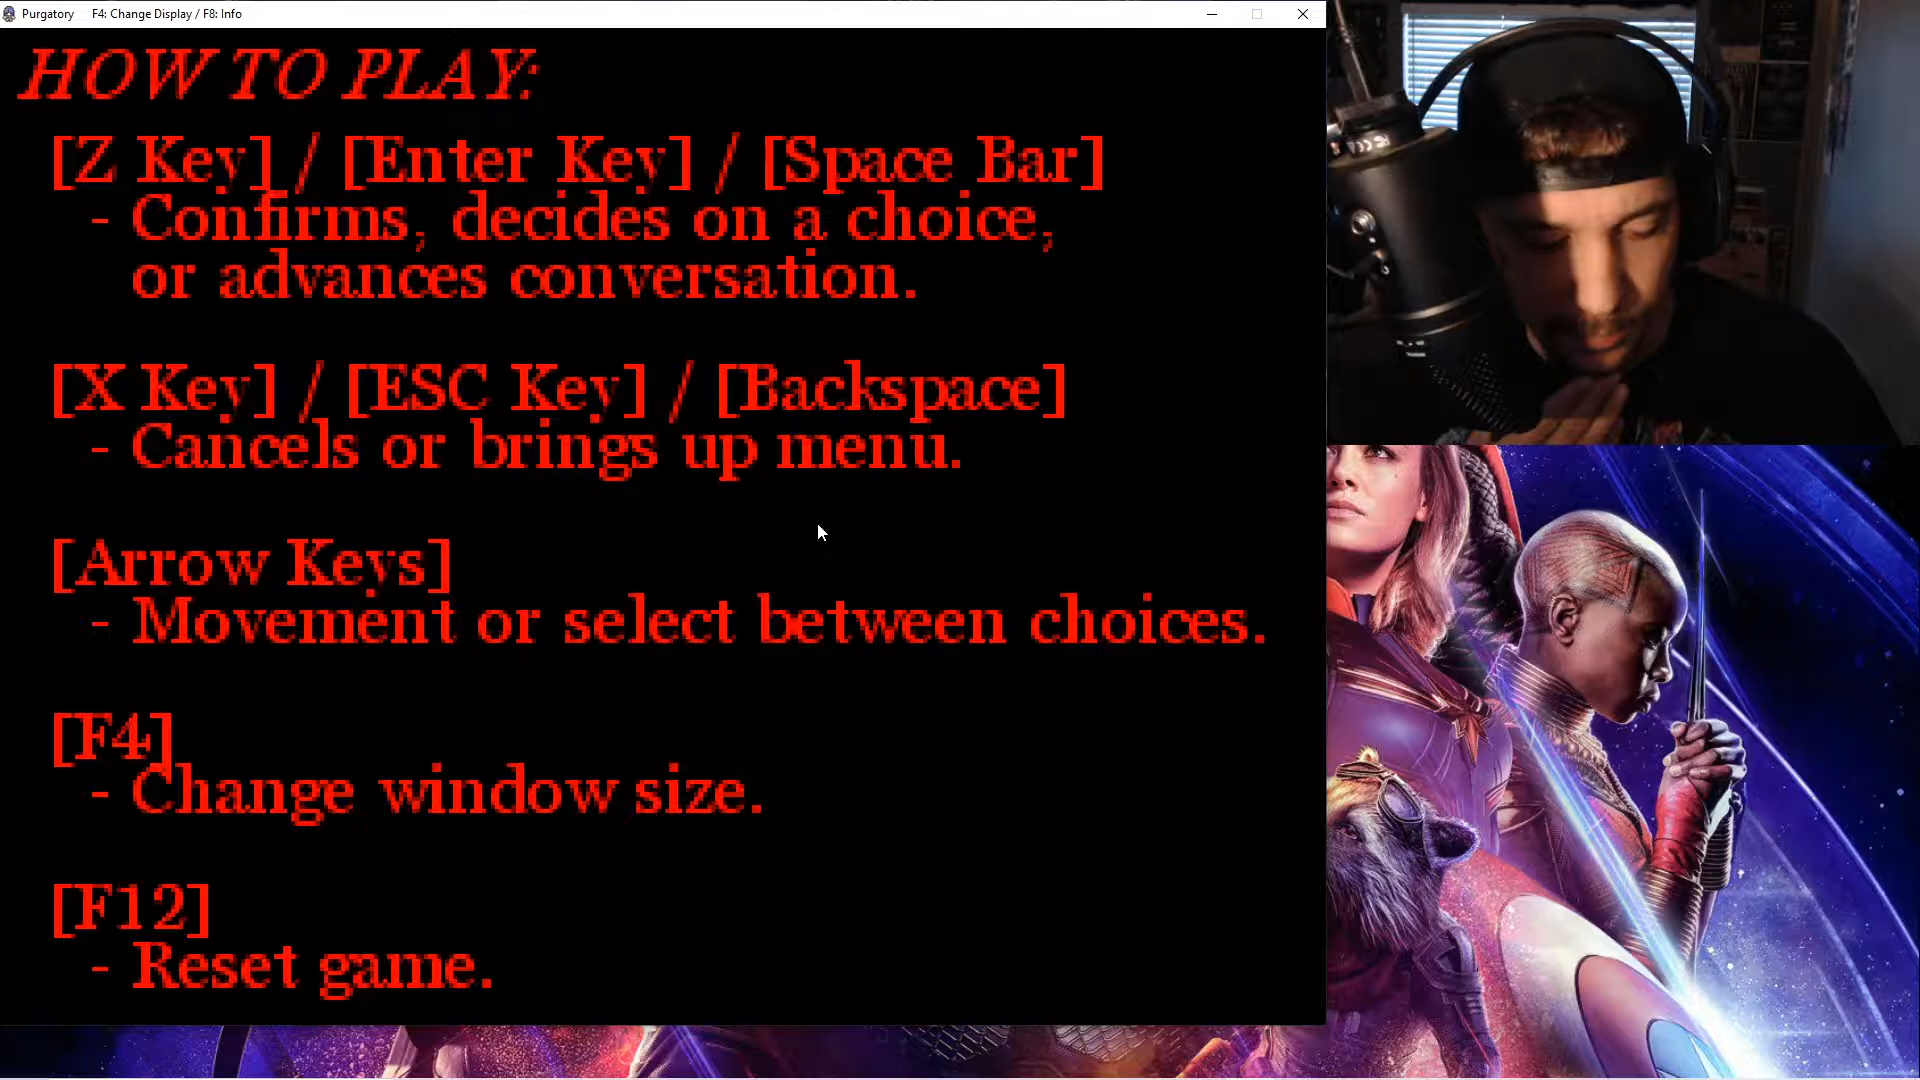 Purgatory F4: Change Display / F8: Info
HOW TO PLAY:
[Z Key] / [Enter Key] / [Space Bar]
- Confirms, decides on a choice,
or advances conversation.
[X Key] / [ESC Key] / [Backspace]
- Cancels or brings up menu.
[Arrow Keys]
- Movement or select between choices.
[F4]
- Change window size.
[F12]
- Reset game.